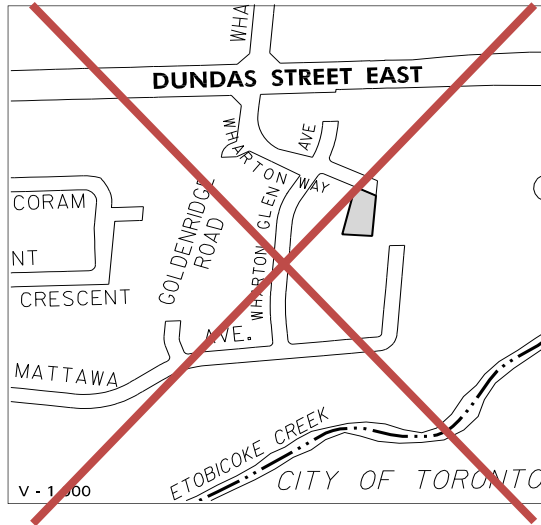 WHA
DUNDAS STREET EAST
WHARTON WAY
AVE
WHARTON GLEN
GOLDENRIDGE
ROAD
CORAM
NT
CRESCENT
AVE.
MATTAWA
ETOBICOKE CREEK
CITY OF TORONTO